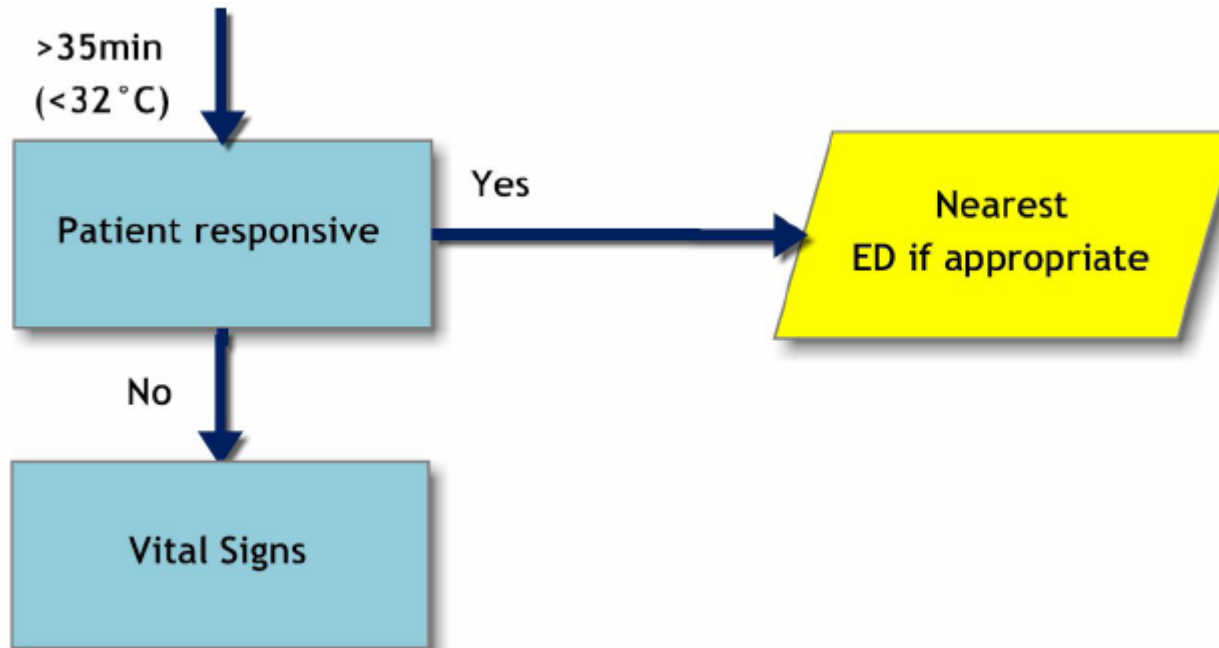 >35min
(<32°C)
Patient responsive
Yes
Nearest
ED if appropriate
No
Vital Signs